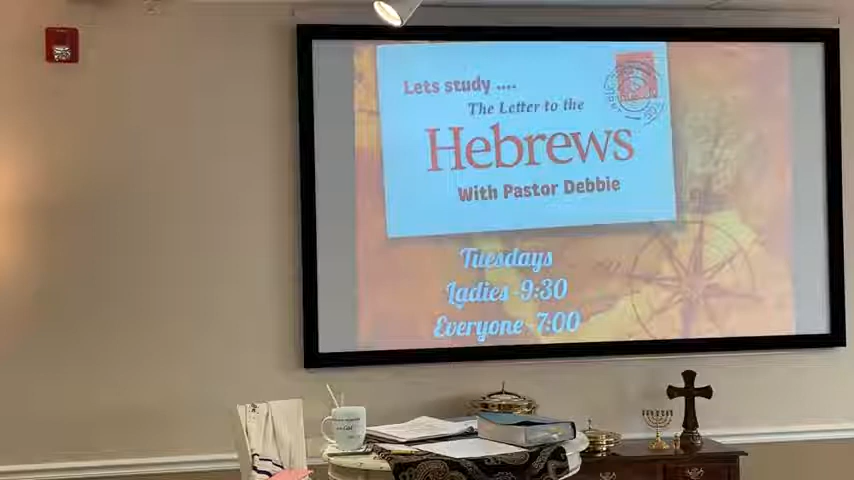 Lets study ....
The Letter to the
Hebrews
With Pastor Debbie
Tuesdays
Ladies-9:30
Everyone-7:00